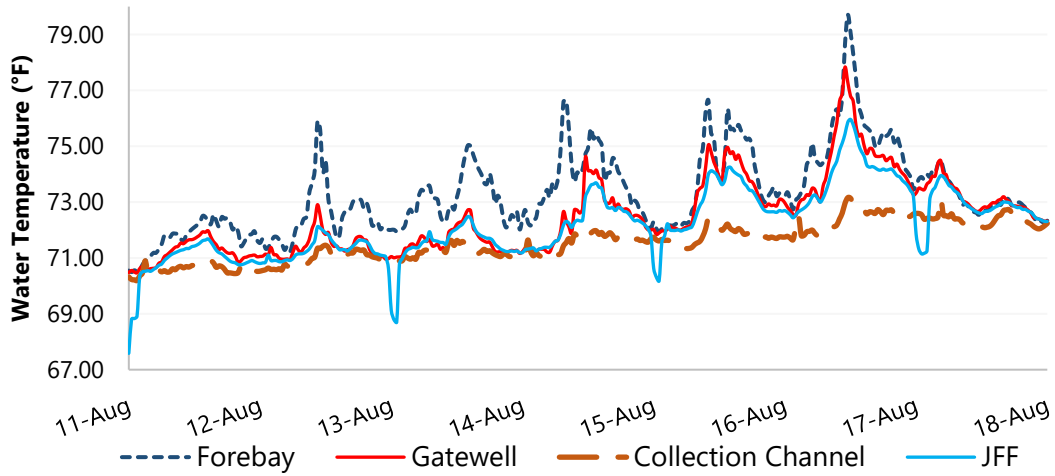 Water Temperature (°F)
79.00
77.00
75.00
73.00
71.00
69.00
67.00
11-Aug 12-Aug 13-Aug 14-Aug 15-Aug 16-Aug 17-Aug 18-Aug
Forebay Gatewell Collection Channel JFF